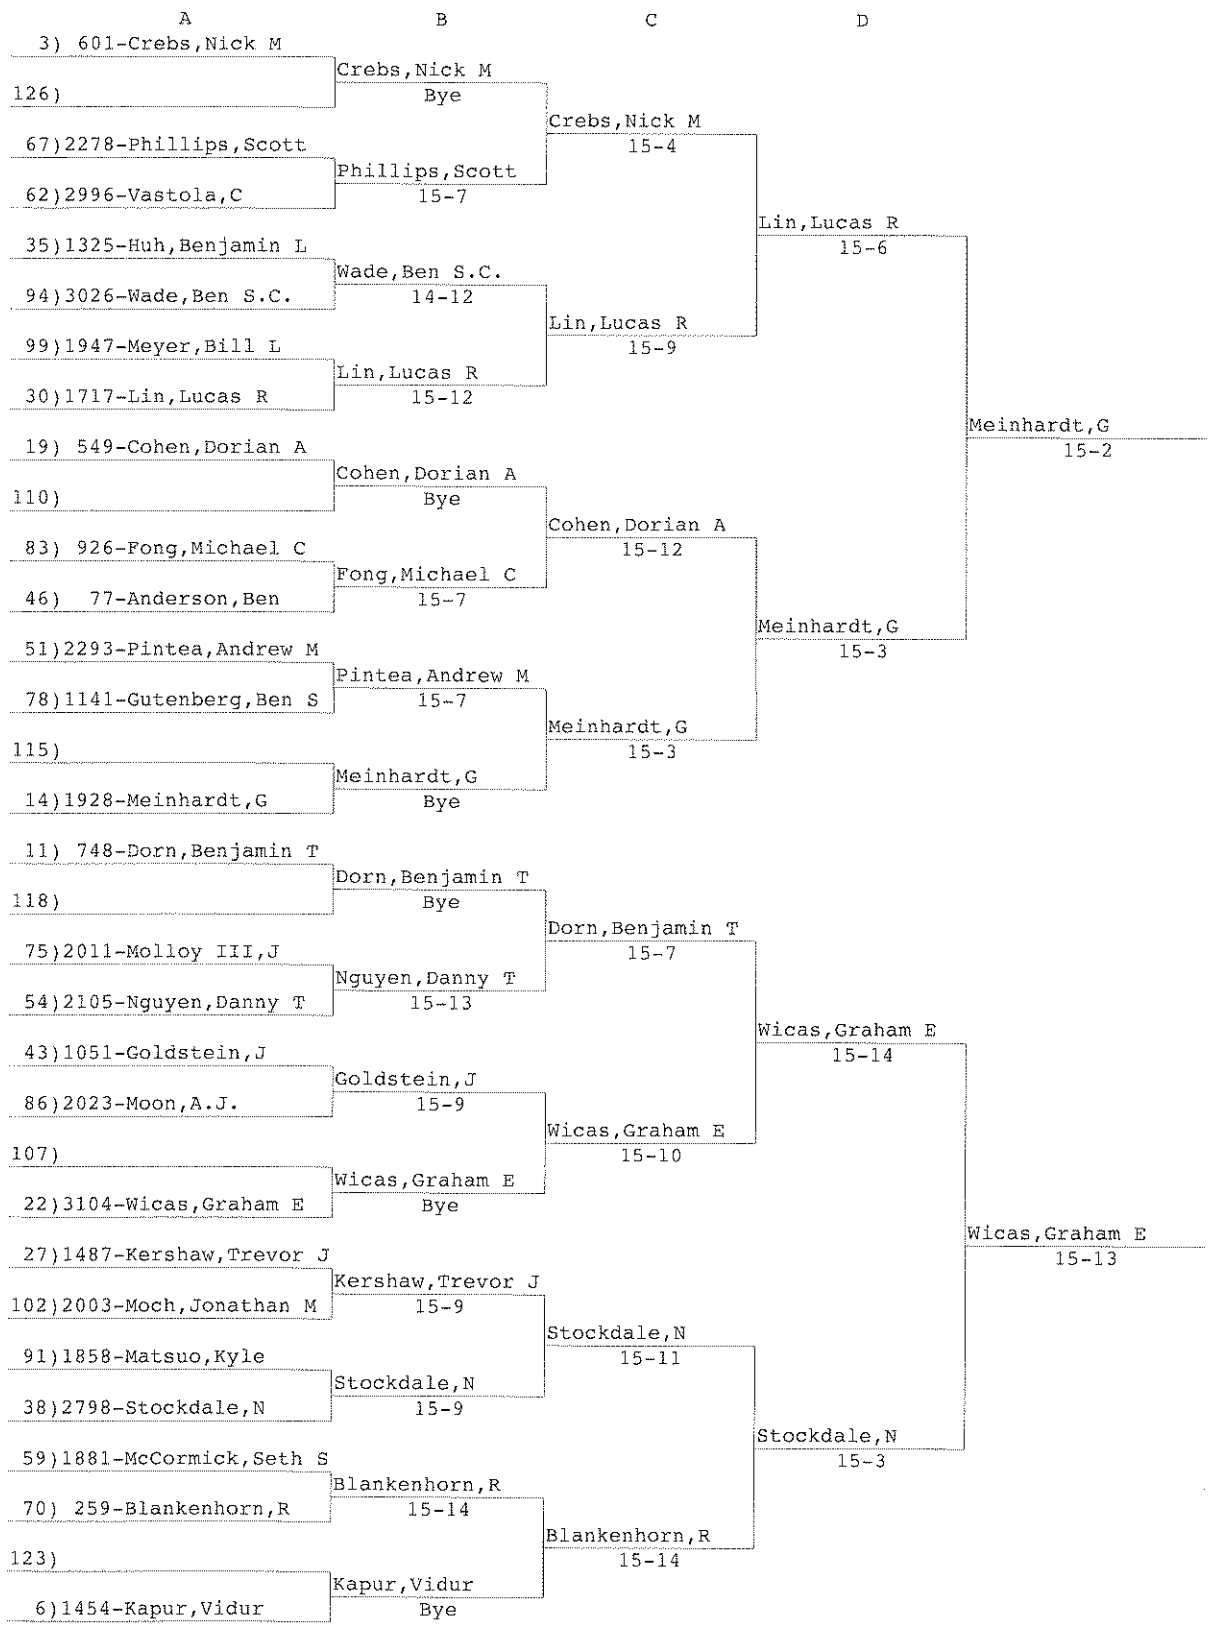 A B C D
3) 601-Crebs,Nick M
Crebs,Nick M
126)
Bye
Crebs,Nick M
67)2278-Phillips,Scott
15-4
Phillips,Scott
62)2996-Vastola,C
15-7
Lin,Lucas R
35)1325-Huh,Benjamin L
15-6
Wade,Ben S.C.
94)3026-Wade,Ben S.C.
14-12
Lin,Lucas R
99)1947-Meyer,Bill L
15-9
Lin,Lucas R
30)1717-Lin,Lucas R
15-12
Meinhardt,G
19) 549-Cohen,Dorian A
15-2
Cohen,Dorian A
110)
Bye
Cohen,Dorian A
83) 926-Fong,Michael C
15-12
Fong,Michael C
46) 77-Anderson,Ben
15-7
Meinhardt,G
51)2293-Pintea,Andrew M
15-3
Pintea,Andrew M
78)1141-Gutenberg,Ben S
15-7
Meinhardt,G
115)
15-3
Meinhardt,G
14)1928-Meinhardt,G
Bye
11) 748-Dorn,Benjamin T
Dorn,Benjamin T
118)
Bye
Dorn,Benjamin T
75)2011-Molloy III,J
15-7
Nguyen,Danny T
54)2105-Nguyen,Danny T
15-13
Wicas,Graham E
43)1051-Goldstein,J
15-14
Goldstein,J
86)2023-Moon,A.J.
15-9
Wicas,Graham E
107)
15-10
Wicas,Graham E
22)3104-Wicas,Graham E
Bye
Wicas,Graham E
27)1487-Kershaw,Trevor J
15-13
Kershaw,Trevor J
102)2003-Moch,Jonathan M
15-9
Stockdale,N
91)1858-Matsuo,Kyle
15-11
Stockdale,N
38)2798-Stockdale,N
15-9
Stockdale,N
59)1881-McCormick,Seth S
15-3
Blankenhorn,R
70) 259-Blankenhorn,R
15-14
Blankenhorn,R
123)
15-14
Kapur,Vidur
6)1454-Kapur,Vidur
Bye